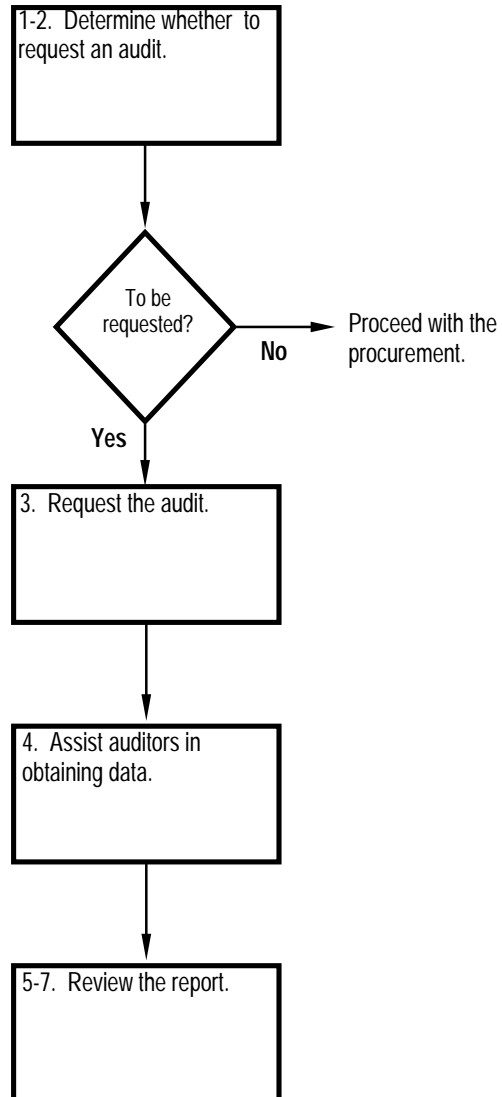 1-2. Determine whether to
request an audit.
To be
requested?
No
Proceed with the
procurement.
Yes
3. Request the audit.
4. Assist auditors in
obtaining data.
5-7. Review the report.